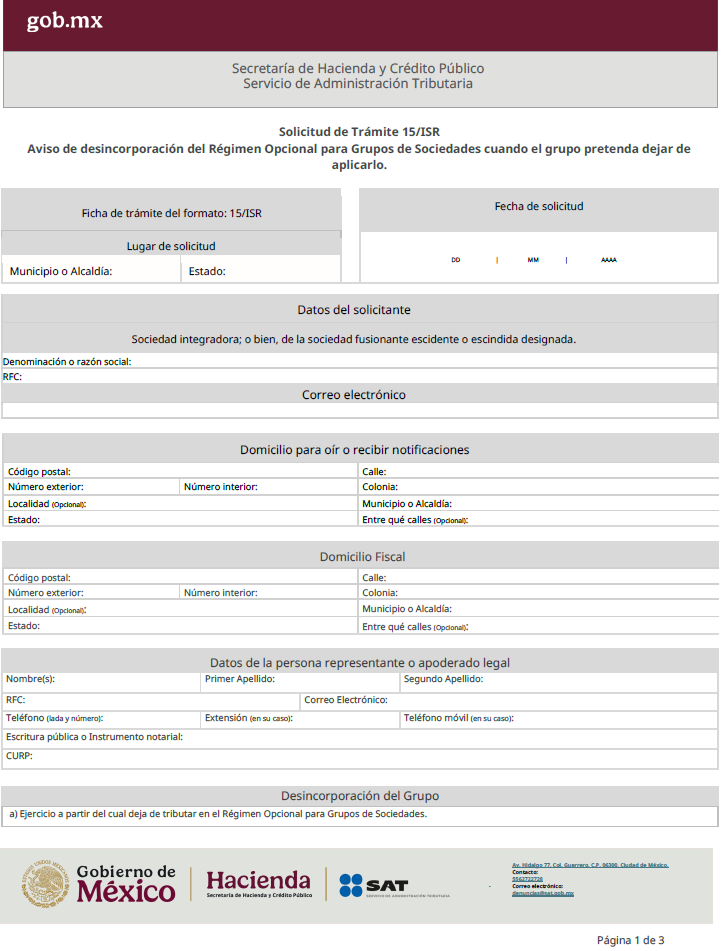 gob.mx
Secretaría de Hacienda y Crédito Público
Servicio de Administración Tributaria
Solicitud de Trámite 15/ISR
Aviso de desincorporación del Régimen Opcional para Grupos de Sociedades cuando el grupo pretenda dejar de
aplicarlo.
Ficha de trámite del formato: 15/ISR
Fecha de solicitud
Lugar de solicitud
Municipio o Alcaldía: Estado:
DD | MM | AAAA
Datos del solicitante
Sociedad integradora; o bien, de la sociedad fusionante escidente o escindida designada.
Denominación o razón social:
RFC:
Correo electrónico
Domicilio para oír o recibir notificaciones
Código postal: Calle:
Número exterior: Número interior: Colonia:
Localidad (Opcional): Municipio o Alcaldía:
Estado: Entre qué calles (Opcional):
Domicilio Fiscal
Código postal: Calle:
Número exterior: Número interior: Colonia:
Localidad (Opcional): Municipio o Alcaldía:
Estado: Entre qué calles (Opcional):
Datos de la persona representante o apoderado legal
Nombre(s): Primer Apellido: Segundo Apellido:
RFC: Correo Electrónico:
Teléfono (lada y número): Extensión (en su caso): Teléfono móvil (en su caso):
Escritura pública o Instrumento notarial:
CURP:
Desincorporación del Grupo
a) Ejercicio a partir del cual deja de tributar en el Régimen Opcional para Grupos de Sociedades.
Gobierno de
México
Hacienda
Secretaría de Hacienda y Crédito Público
SAT
SERVICIO DE ADMINISTRACIÓN TRIBUTARIA
Av. Hidalgo 77, Col. Guerrero, C.P. 06300, Ciudad de México.
Contacto:
5562722728
Correo electrónico:
denuncias@sat.gob.mx
Página 1 de 3